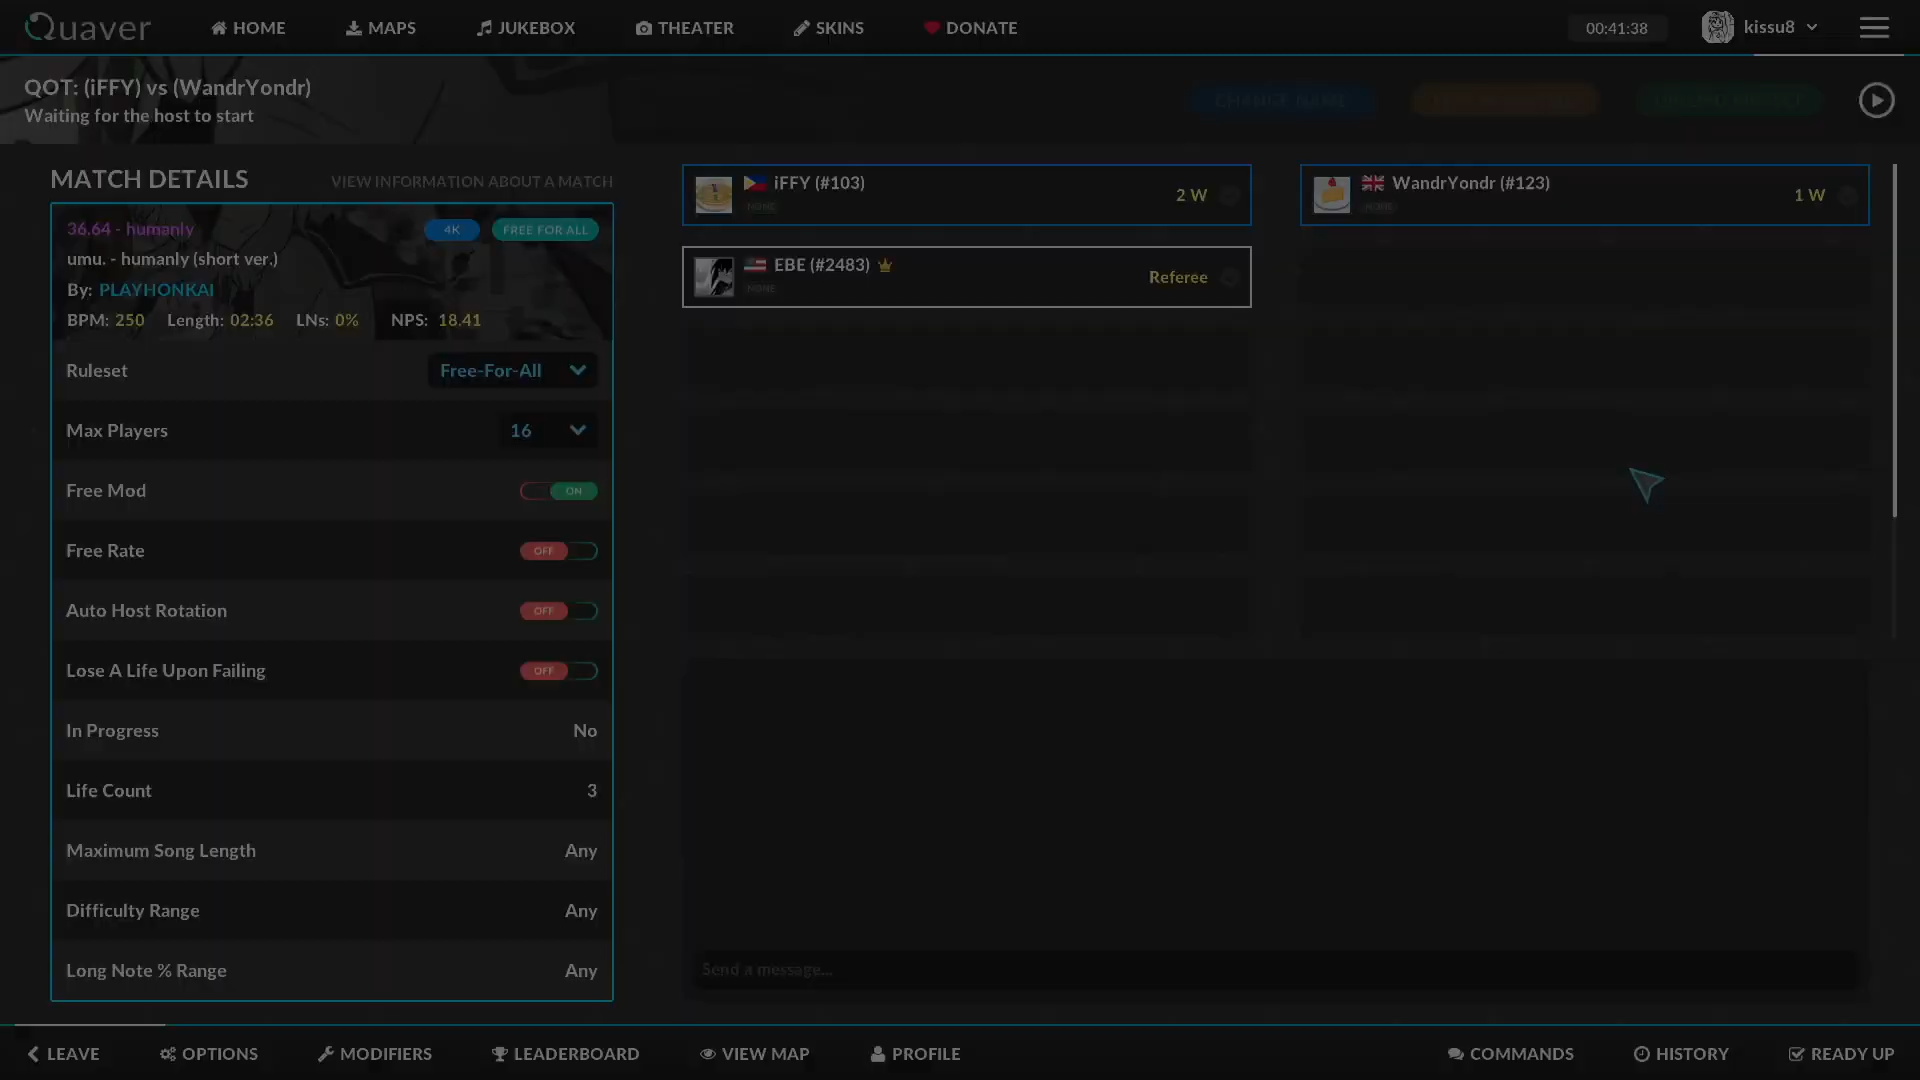 Quaver
HOME
MAPS
JUKEBOX
THEATER
SKINS
DONATE
00:41:38
kissu8
QOT: (iFFY) vs (WandrYondr)
Waiting for the host to start
CHANGE NAME
MATCH DETAILS
VIEW INFORMATION ABOUT A MATCH
36.64 - humanly
4K
FREE FOR ALL
umu. - humanly (short ver.)
By: PLAYHONKAI
BPM: 250 Length: 02:36 LNs: 0% NPS: 18.41
Ruleset
Free-For-All
Max Players
16
Free Mod
ON
Free Rate
OFF
Auto Host Rotation
OFF
Lose A Life Upon Failing
OFF
In Progress
No
Life Count
3
Maximum Song Length
Any
Difficulty Range
Any
Long Note % Range
Any
iFFY (#103)
NONE
2 W
WandrYondr (#123)
1 W
EBE (#2483)
NONE
Referee
Send a message...
LEAVE
OPTIONS
MODIFIERS
LEADERBOARD
VIEW MAP
PROFILE
COMMANDS
HISTORY
READY UP